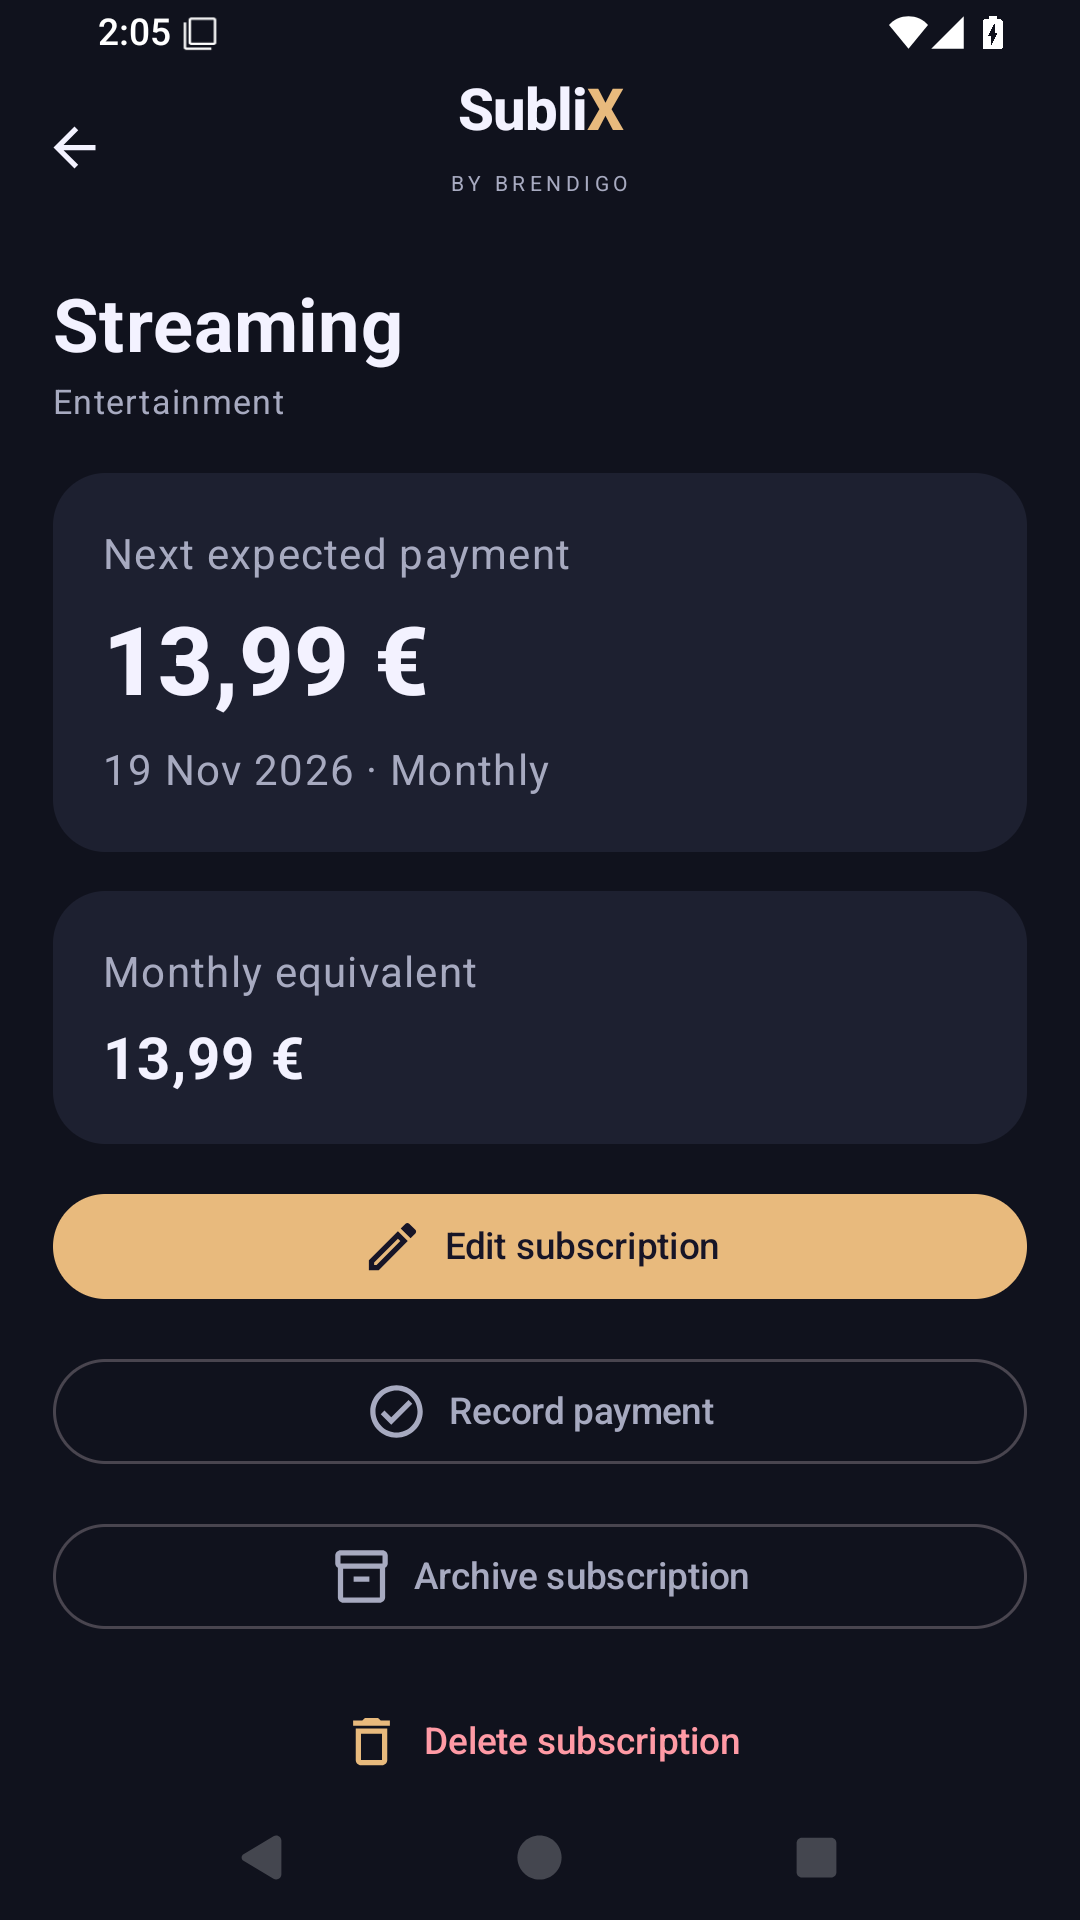 2:05
SubliX
BY BRENDIGO
Streaming
Entertainment
Next expected payment
13,99 €
19 Nov 2026 · Monthly
Monthly equivalent
13,99 €
Edit subscription
Record payment
Archive subscription
Delete subscription